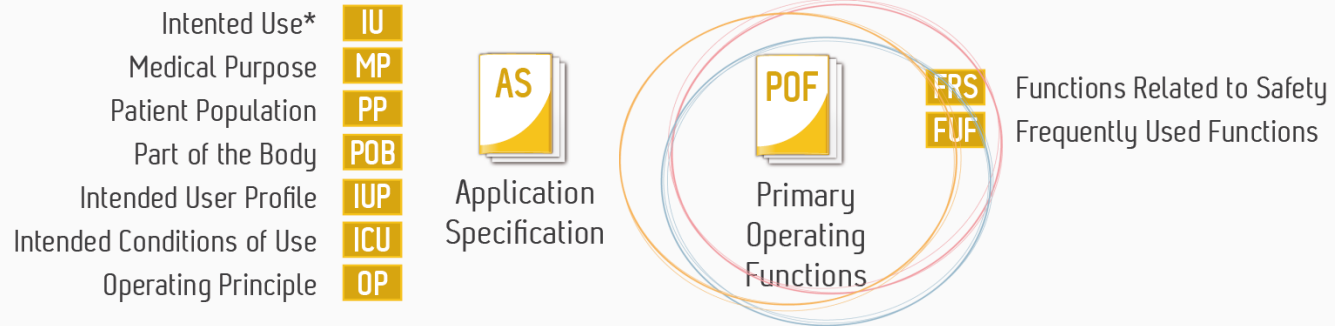 Intented Use* IU
Medical Purpose MP
Patient Population PP
Part of the Body POB
Intended User Profile IUP
Intended Conditions of Use ICU
Operating Principle OP
AS
Application
Specification
POF
Primary
Operating
Functions
FRS Functions Related to Safety
FUF Frequently Used Functions